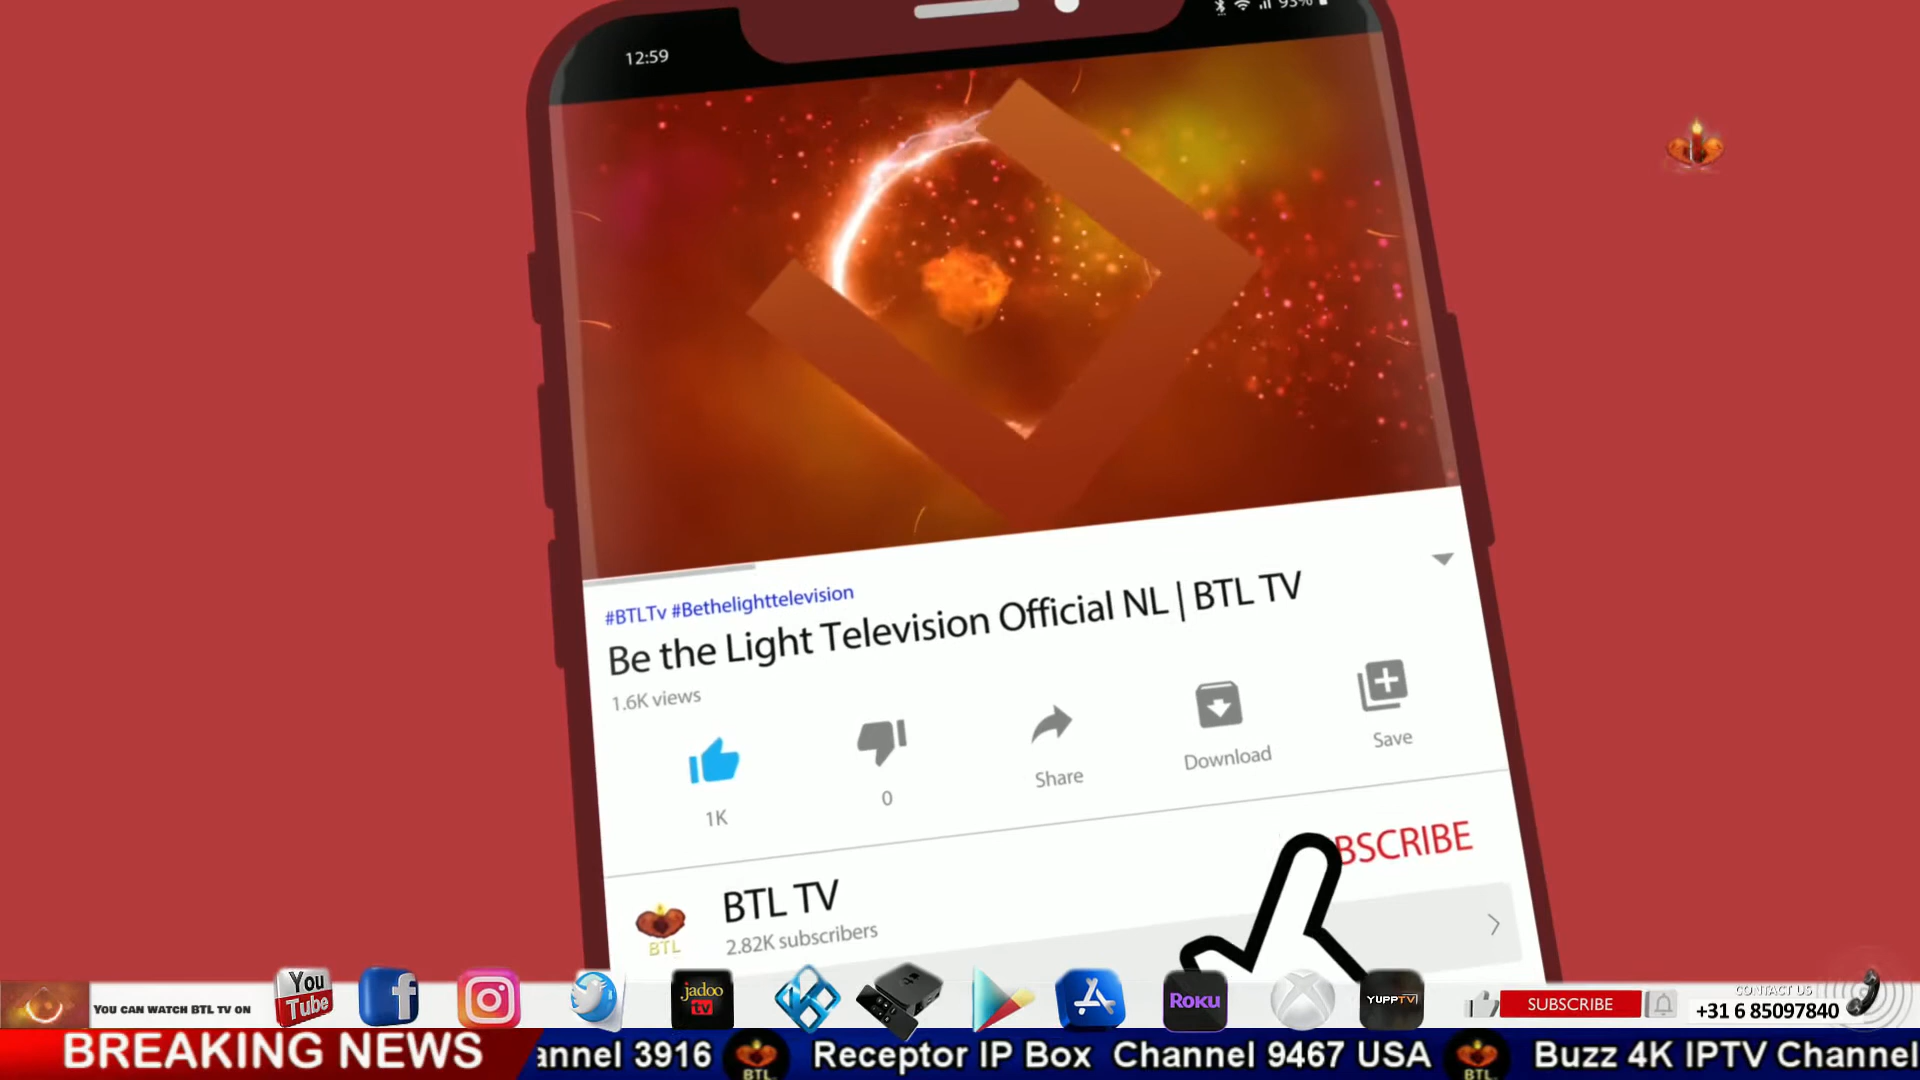 12:59
93%
#BTLTv #Bethelighttelevision
Be the Light Television Official NL | BTL TV
1.6K views
1K
0
Share
Download
Save
BSCRIBE
BTL TV
2.82K subscribers
BTL
YOU CAN WATCH BTL TV ON
You
Tube
jadoo
tv
ROKU
YUPPTV
SUBSCRIBE
CONTACT US
+31 6 85097840
BREAKING NEWS
annel 3916
BTL
Receptor IP Box Channel 9467 USA
BTL
Buzz 4K IPTV Channel